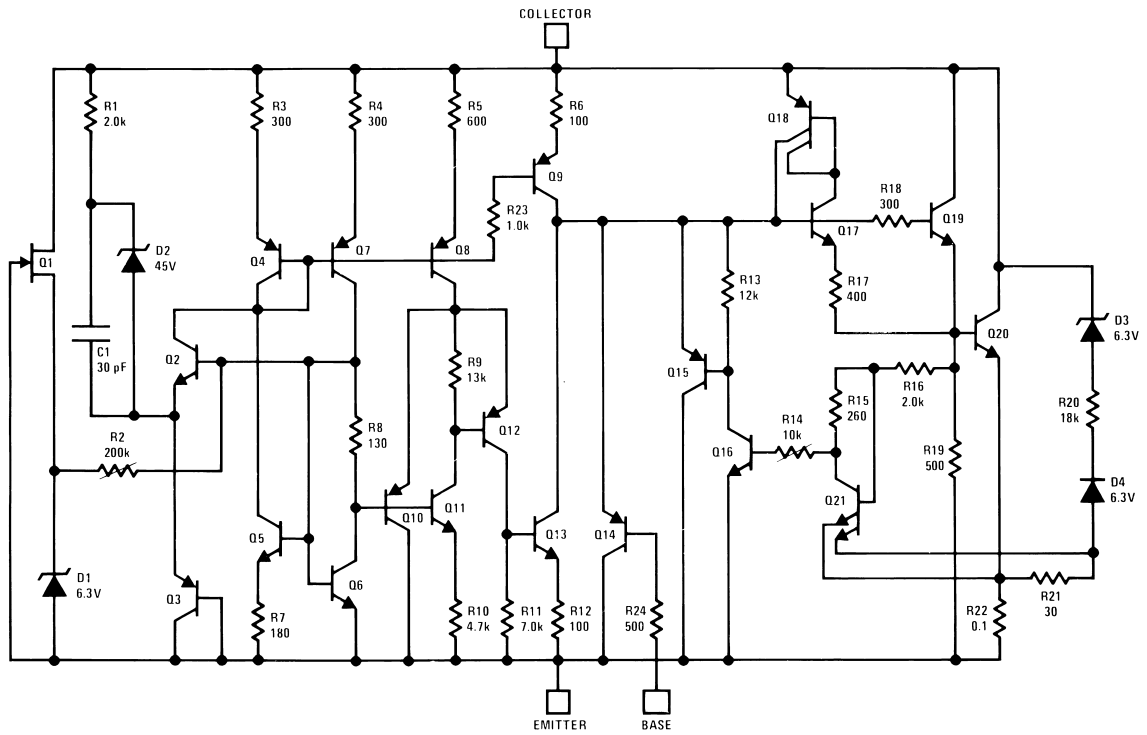 COLLECTOR
R1
2.0k
R3
300
R4
300
R5
600
R6
100
Q18
Q9
R23
1.0k
R18
300
Q19
Q17
Q1
D2
45V
Q4
Q7
Q8
R13
12k
R17
400
C1
30 pF
Q2
R9
13k
Q15
Q20
D3
6.3V
R16
2.0k
R15
260
R20
18k
R2
200k
R8
130
Q12
R14
10k
Q16
R19
500
D4
6.3V
Q10
Q11
Q21
Q5
Q13
Q14
D1
6.3V
Q3
Q6
R7
180
R10
4.7k
R11
7.0k
R12
100
R24
500
R22
0.1
R21
30
EMITTER
BASE